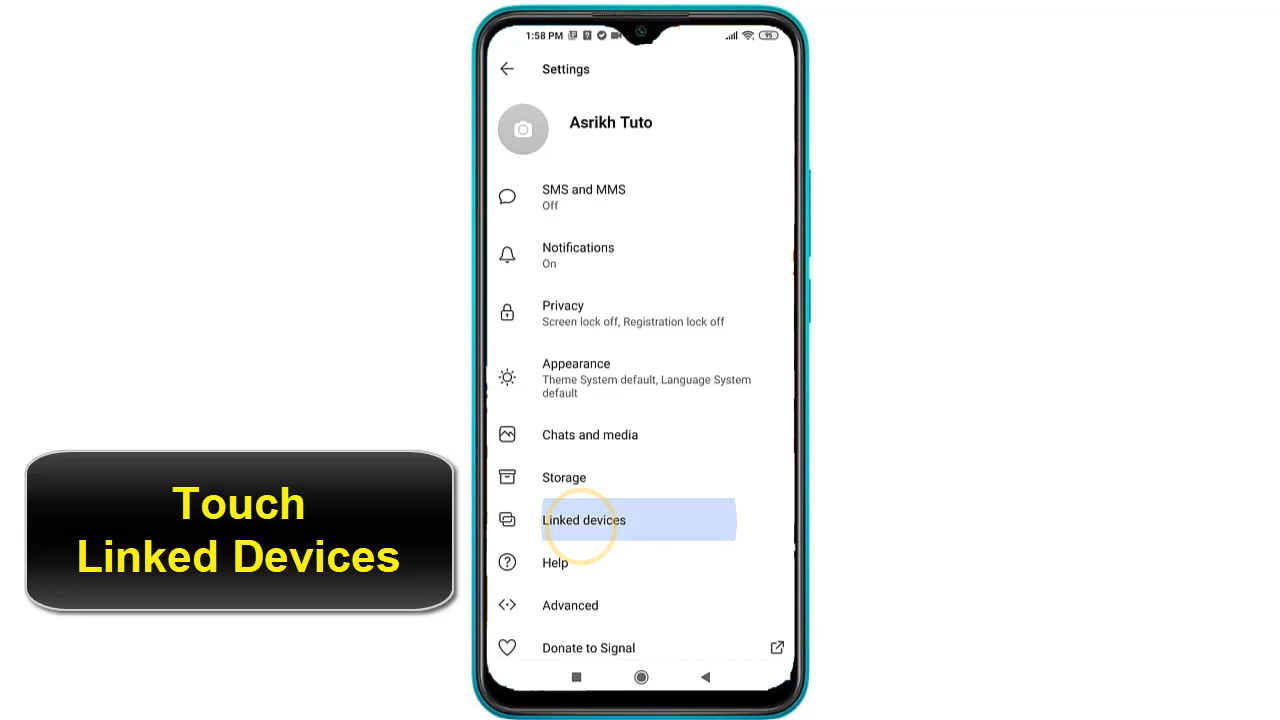 1:58 PM
95
Settings
Asrikh Tuto
SMS and MMS
Off
Notifications
On
Privacy
Screen lock off, Registration lock off
Appearance
Theme System default, Language System
default
Chats and media
Storage
Linked devices
Help
Advanced
Donate to Signal
Touch
Linked Devices